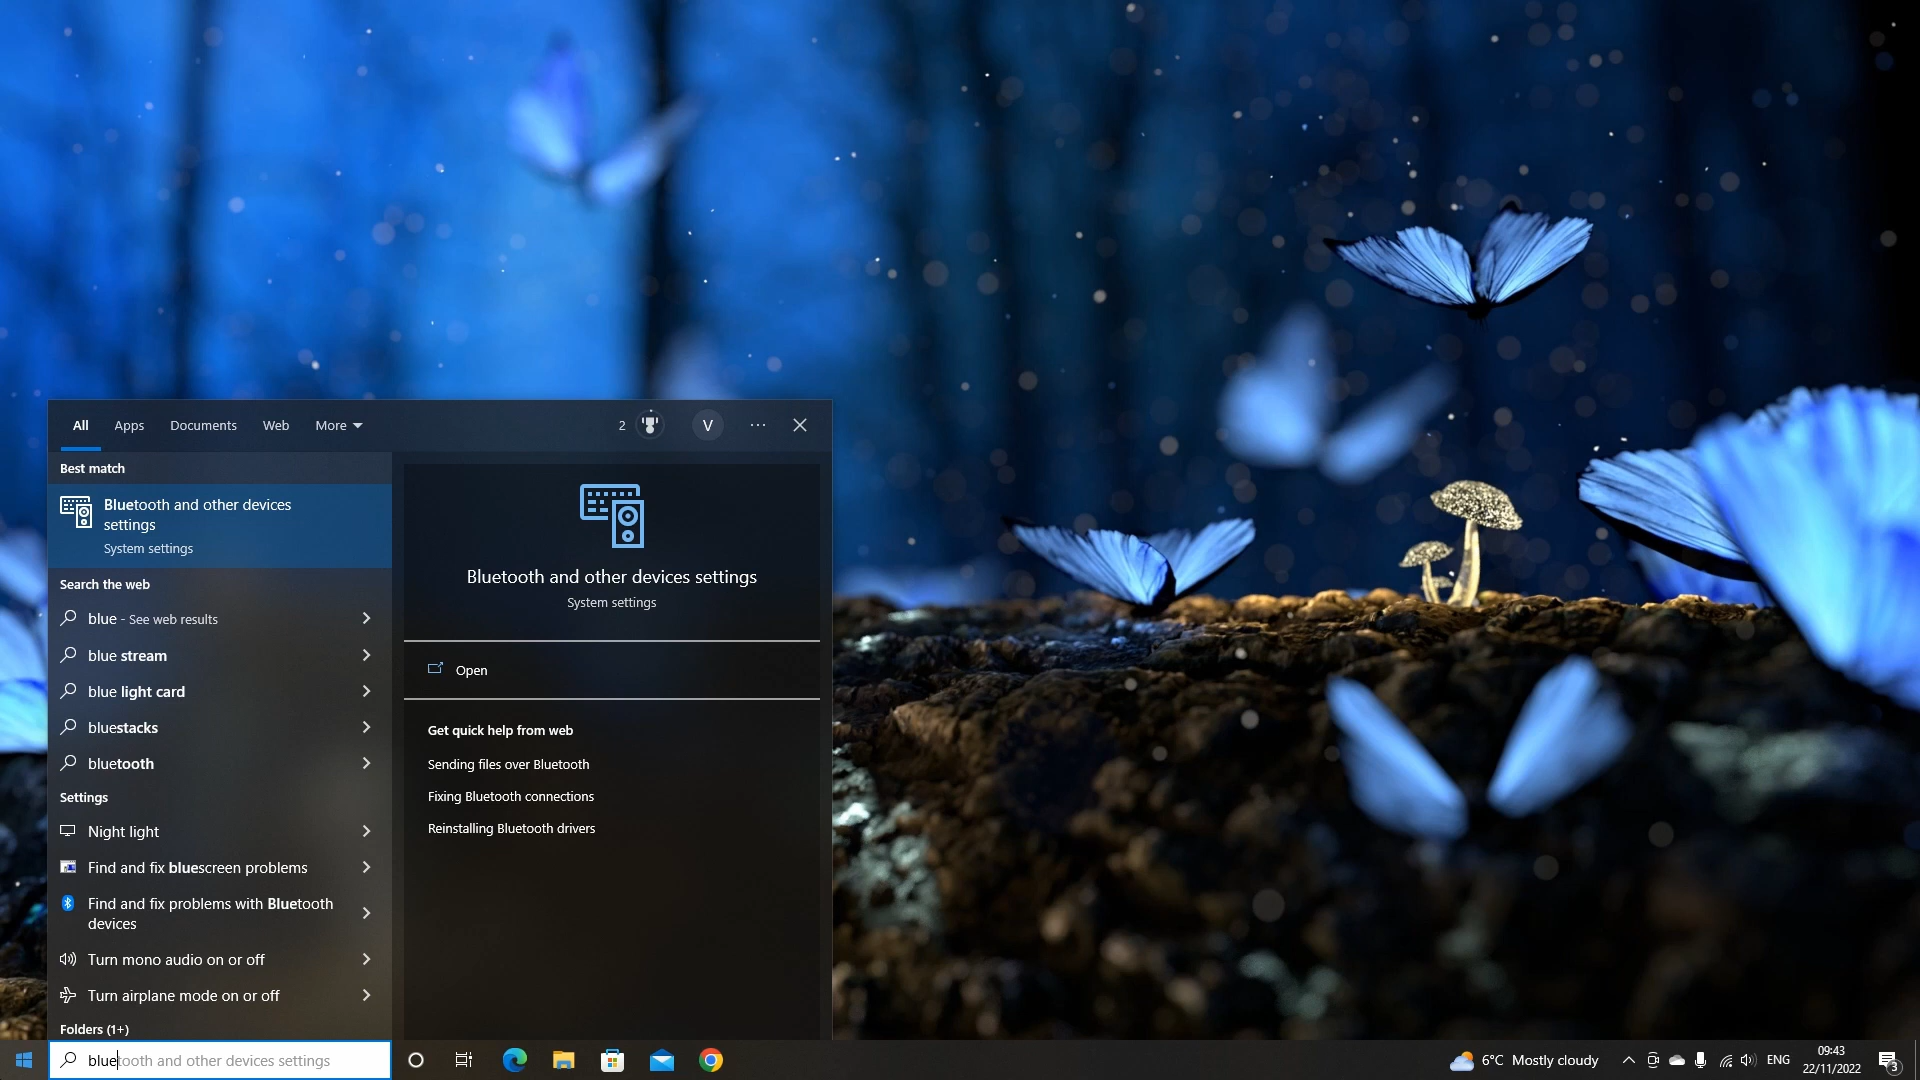 All
Apps
Documents
Web
More
2
V
Best match
Bluetooth and other devices
settings
System settings
Search the web
blue - See web results
blue stream
blue light card
bluestacks
bluetooth
Settings
Night light
Find and fix bluescreen problems
Find and fix problems with Bluetooth
devices
Turn mono audio on or off
Turn airplane mode on or off
Folders (1+)
Bluetooth and other devices settings
System settings
Open
Get quick help from web
Sending files over Bluetooth
Fixing Bluetooth connections
Reinstalling Bluetooth drivers
bluetooth and other devices settings
6°C Mostly cloudy
ENG
09:43
22/11/2022
3